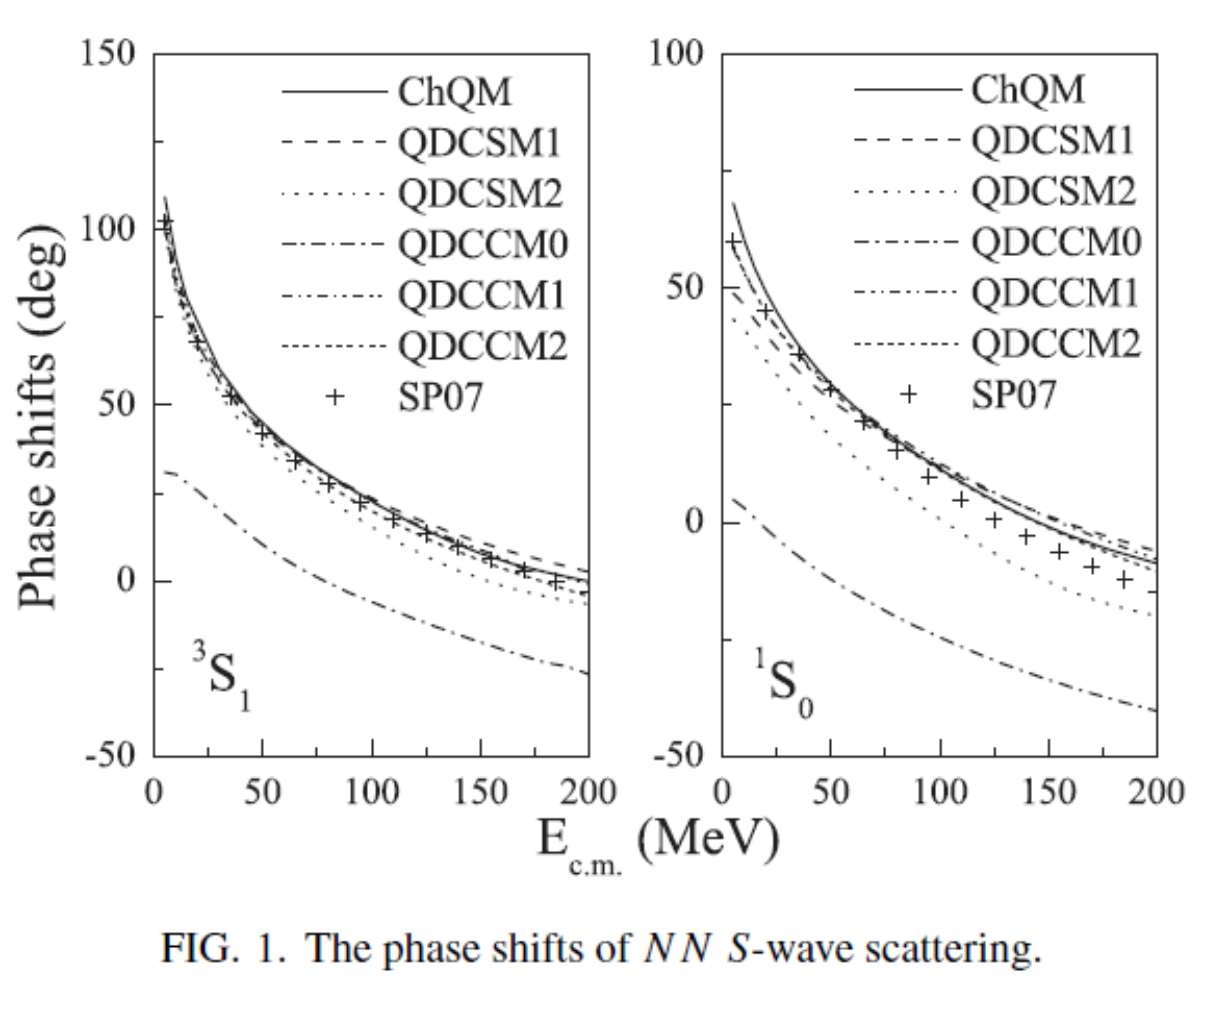 Phase shifts (deg)
150
100
50
0
-50
ChQM
QDCSM1
QDCSM2
QDCCM0
QDCCM1
QDCCM2
SP07
3S1
0 50 100 150 200
100
50
0
-50
ChQM
QDCSM1
QDCSM2
QDCCM0
QDCCM1
QDCCM2
SP07
1S0
0 50 100 150 200
Ec.m. (MeV)
FIG. 1. The phase shifts of NN S-wave scattering.